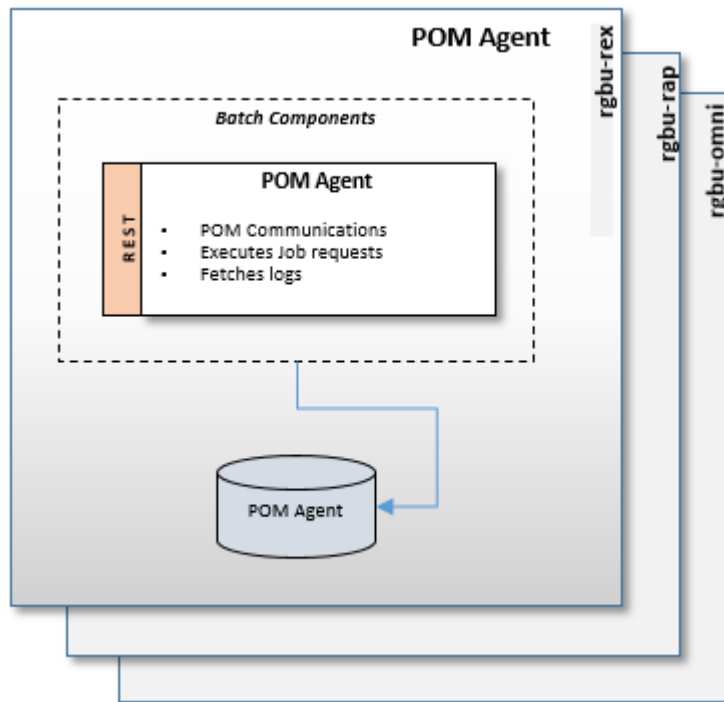 POM Agent
rgbu-rex
rgbu-rap
rgbu-omni
Batch Components
REST
POM Agent
▪ POM Communications
▪ Executes Job requests
▪ Fetches logs
POM Agent